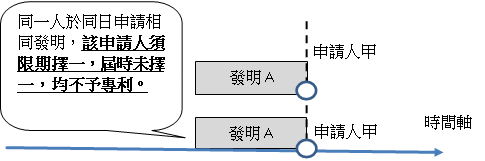 同一人於同日申請相
同發明，該申請人須
限期擇一，屆時未擇
一，均不予專利。
申請人甲
發明A
發明A
申請人甲
時間軸